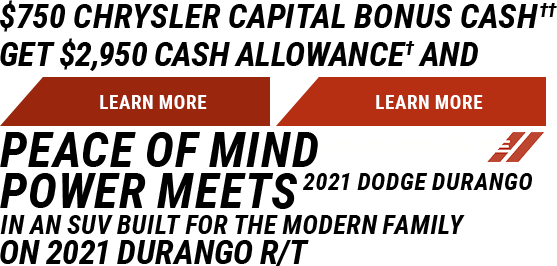 $750 CHRYSLER CAPITAL BONUS CASH††
GET $2,950 CASH ALLOWANCE† AND
LEARN MORE LEARN MORE
PEACE OF MIND
POWER MEETS 2021 DODGE DURANGO
IN AN SUV BUILT FOR THE MODERN FAMILY
ON 2021 DURANGO R/T